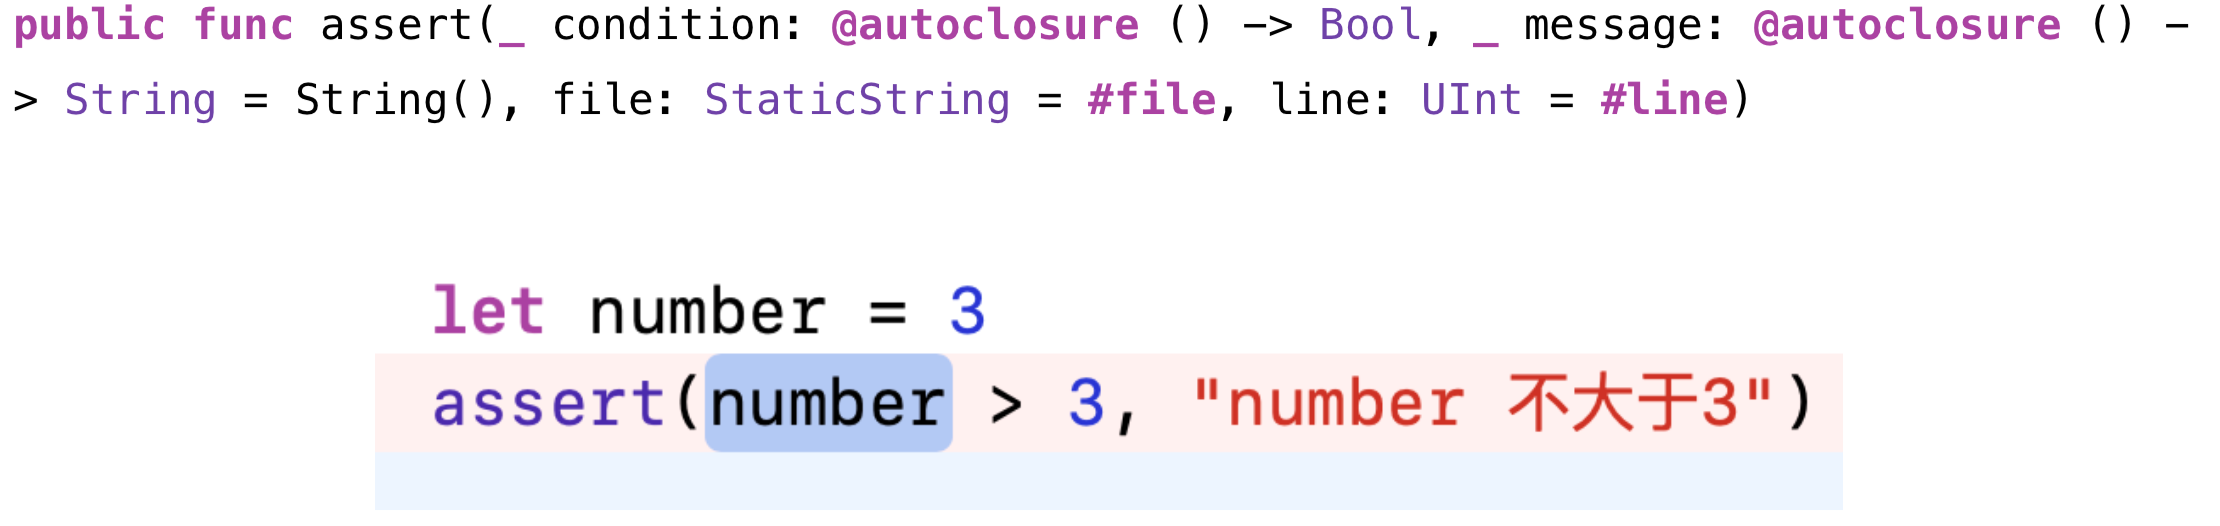 public func assert(_ condition: @autoclosure () -> Bool, _ message: @autoclosure () -
> String = String(), file: StaticString = #file, line: UInt = #line)
let number = 3
assert(number > 3, "number 不大于3")